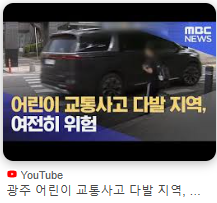 MBC
NEWS
어린이 교통사고 다발 지역,
여전히 위험
YouTube
광주 어린이 교통사고 다발 지역, ...